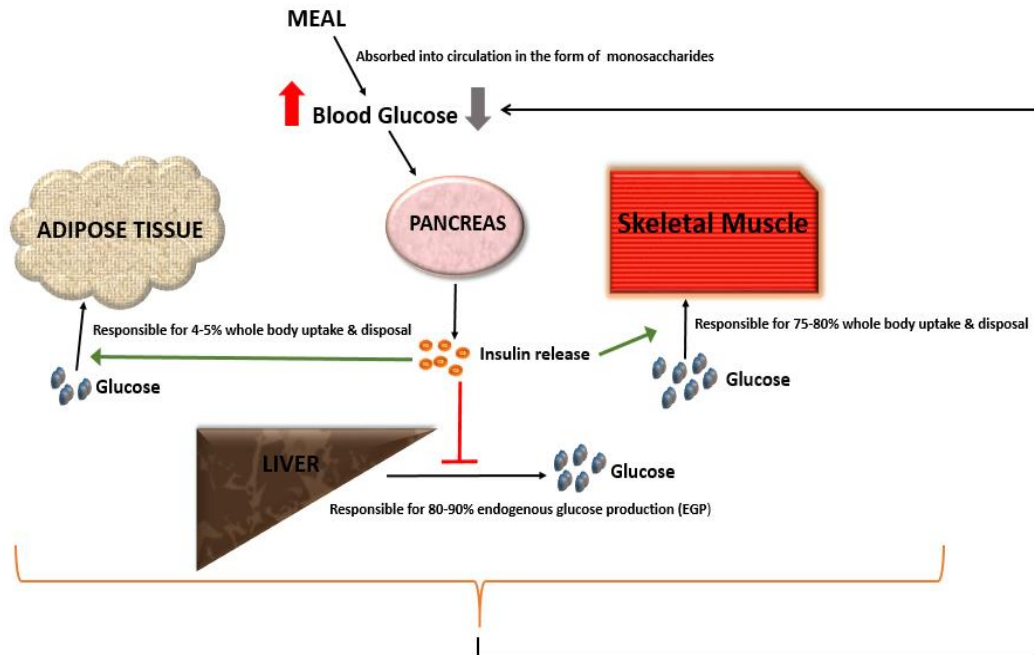 MEAL
Absorbed into circulation in the form of monosaccharides
Blood Glucose
ADIPOSE TISSUE
PANCREAS
Skeletal Muscle
Responsible for 4-5% whole body uptake & disposal
Responsible for 75-80% whole body uptake & disposal
Insulin release
Glucose
Glucose
LIVER
Glucose
Responsible for 80-90% endogenous glucose production (EGP)